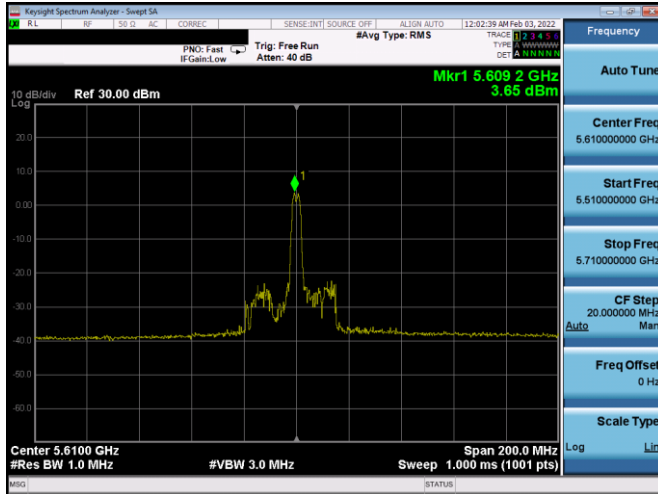 Keysight Spectrum Analyzer - Swept SA
RL RF 50 Ω AC CORREC SENSE:INT SOURCE OFF ALIGN AUTO 12:02:39 AM Feb 03, 2022
#Avg Type: RMS
TRACE 1 2 3 4 5 6
TYPE A WWWWW
DET A N N N N N
PNO: Fast
IFGain:Low
Trig: Free Run
Atten: 40 dB
Mkr1 5.609 2 GHz
3.65 dBm
10 dB/div
Log
Ref 30.00 dBm
20.0
10.0
0.00
-10.0
-20.0
-30.0
-40.0
-50.0
-60.0
1
Center 5.6100 GHz
Span 200.0 MHz
#Res BW 1.0 MHz
#VBW 3.0 MHz
Sweep 1.000 ms (1001 pts)
MSG
STATUS
Frequency
Auto Tune
Center Freq
5.610000000 GHz
Start Freq
5.510000000 GHz
Stop Freq
5.710000000 GHz
CF Step
20.000000 MHz
Auto Man
Freq Offset
0 Hz
Scale Type
Log Lin